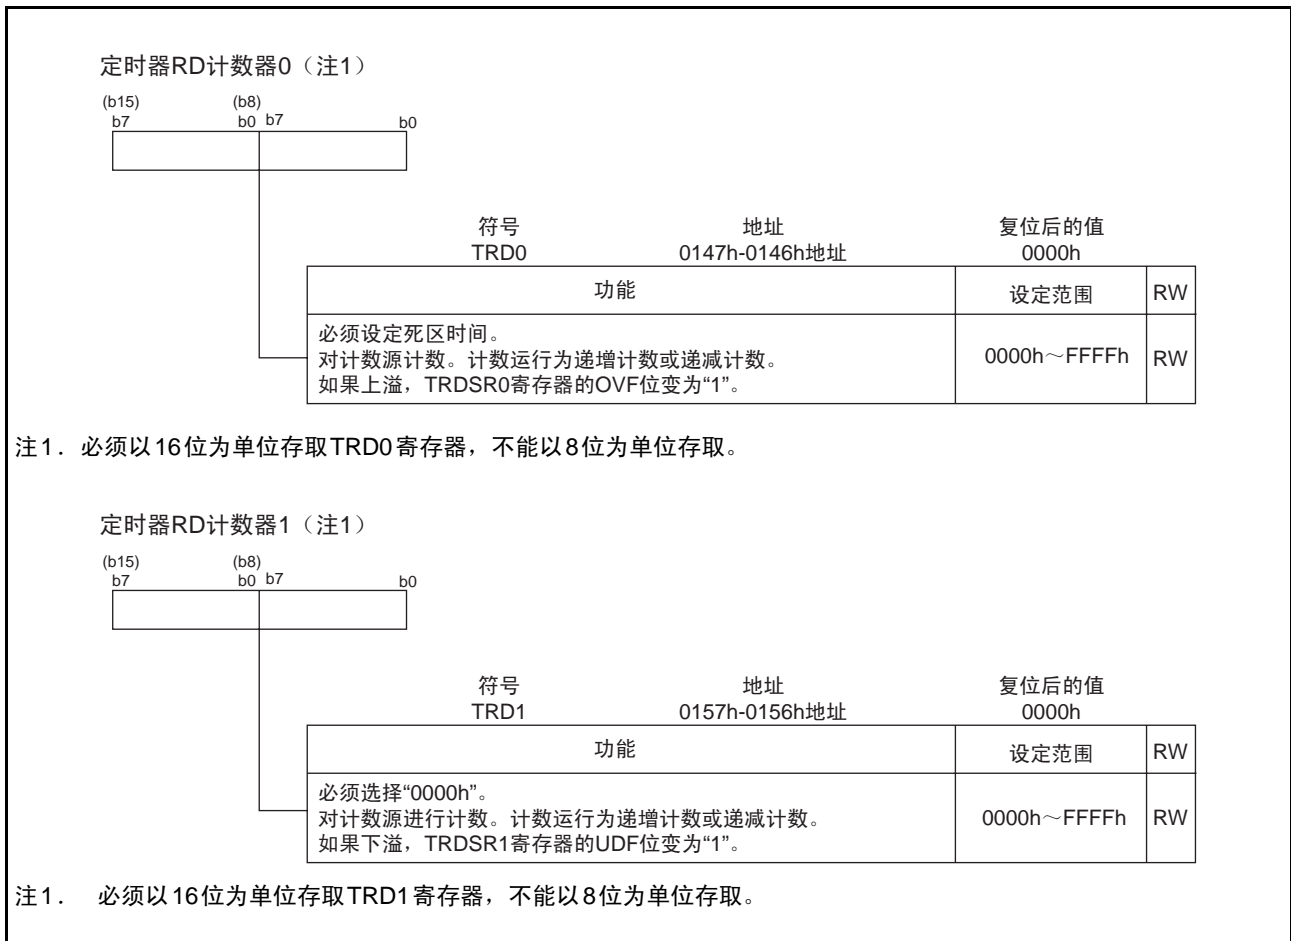 定时器RD计数器0（注1）
(b15) (b8)
b7 b0 b7 b0
符号 地址 复位后的值
TRD0 0147h-0146h地址 0000h
功能 设定范围 RW
必须设定死区时间。
对计数源计数。计数运行为递增计数或递减计数。
如果上溢，TRDSR0寄存器的OVF位变为“1”。
0000h～FFFFh RW
注1．必须以16位为单位存取TRD0寄存器，不能以8位为单位存取。
定时器RD计数器1（注1）
(b15) (b8)
b7 b0 b7 b0
符号 地址 复位后的值
TRD1 0157h-0156h地址 0000h
功能 设定范围 RW
必须选择“0000h”。
对计数源进行计数。计数运行为递增计数或递减计数。
如果下溢，TRDSR1寄存器的UDF位变为“1”。
0000h～FFFFh RW
注1． 必须以16位为单位存取TRD1寄存器，不能以8位为单位存取。